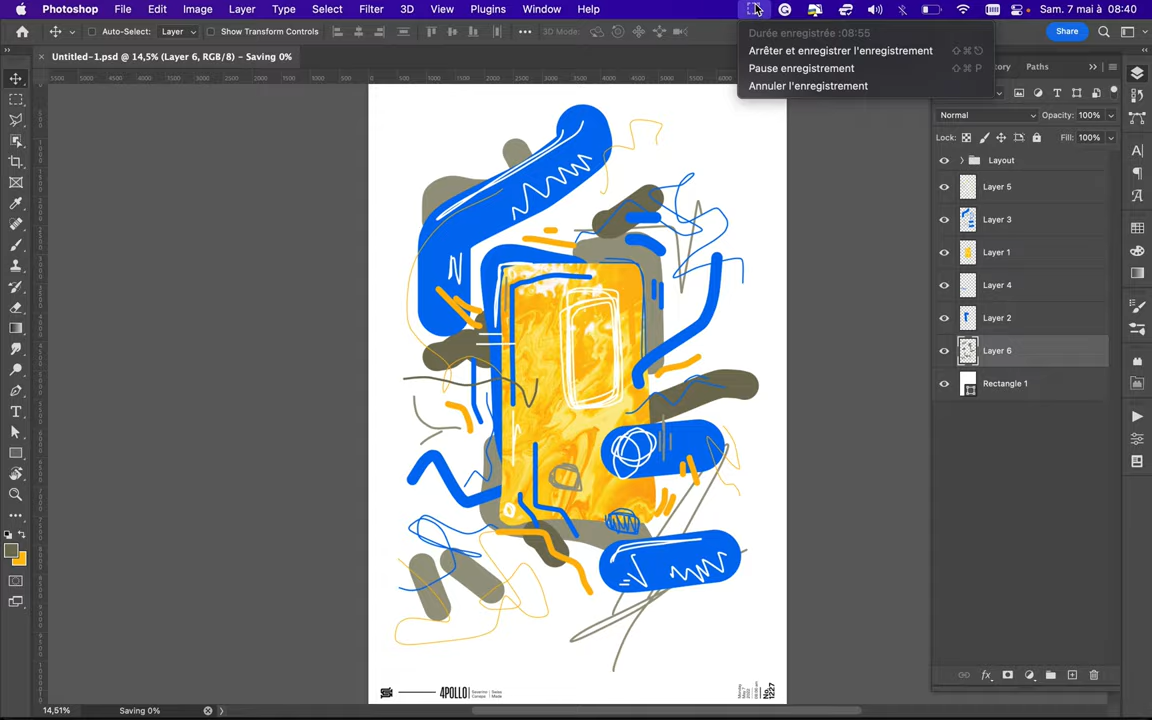 Photoshop File Edit Image Layer Type Select Filter 3D View Plugins Window Help Sam. 7 mai à 08:40
Auto-Select: Layer Show Transform Controls 3D Mode: Share
Untitled-1.psd @ 14,5% (Layer 6, RGB/8) - Saving 0%
Durée enregistrée :08:55
Arrêter et enregistrer l'enregistrement
Pause enregistrement
Annuler l'enregistrement
Paths
Normal Opacity: 100%
Lock: Fill: 100%
Layout
Layer 5
Layer 3
Layer 1
Layer 4
Layer 2
Layer 6
Rectangle 1
4POLLO
No.1227
14,51% Saving 0%